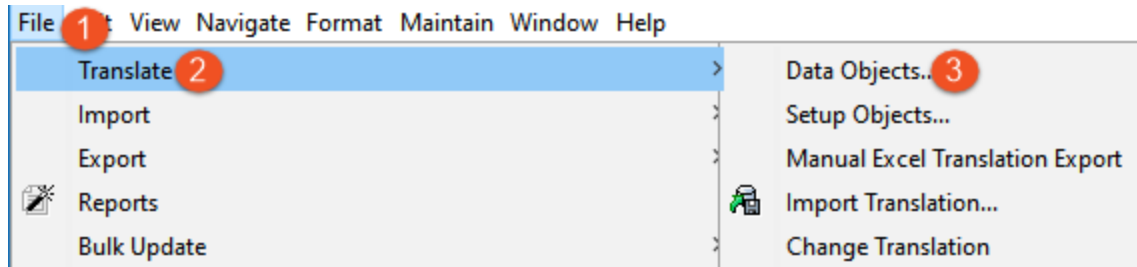 File 1 t View Navigate Format Maintain Window Help
Translate 2 Data Objects.. 3
Import Setup Objects...
Export Manual Excel Translation Export
Reports Import Translation...
Bulk Update Change Translation